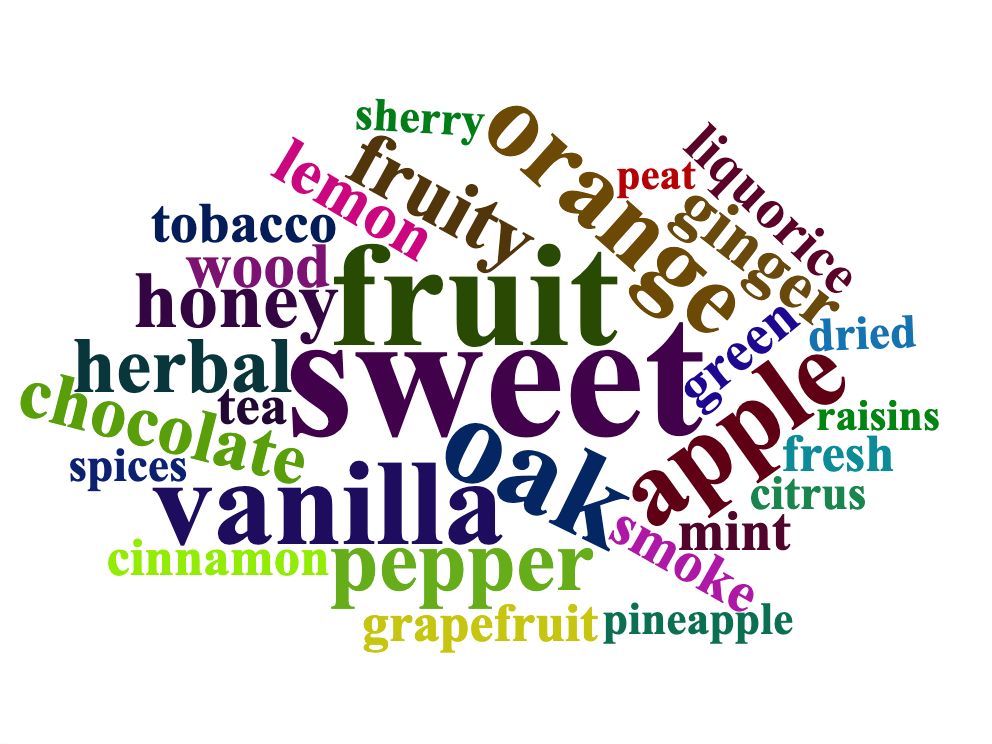 sherry
orange
liquorice
lemon
fruity
peat
ginger
tobacco
wood
honey
fruit
green
dried
herbal
sweet
chocolate
tea
apple
raisins
spices
vanilla
oak
fresh
citrus
cinnamon
pepper
smoke
mint
grapefruit
pineapple